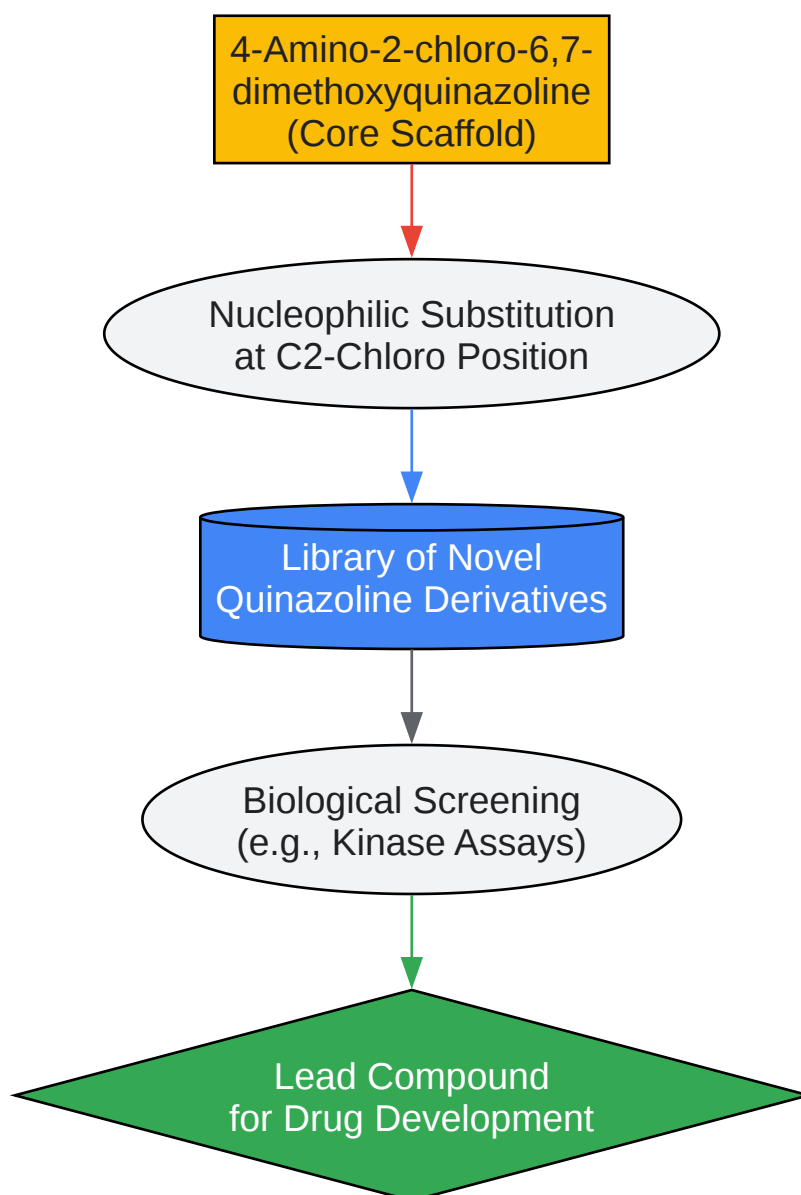 4-Amino-2-chloro-6,7-
dimethoxyquinazoline
(Core Scaffold)
Nucleophilic Substitution
at C2-Chloro Position
Library of Novel
Quinazoline Derivatives
Biological Screening
(e.g., Kinase Assays)
Lead Compound
for Drug Development